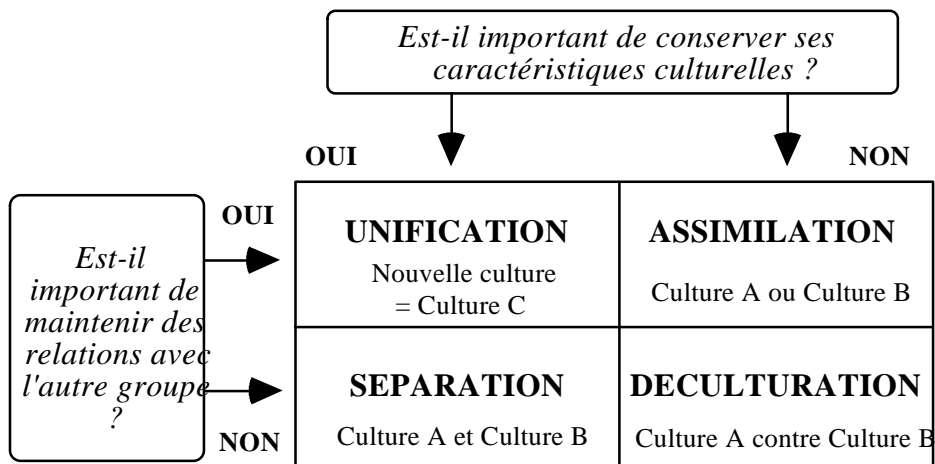 Est-il important de conserver ses
caractéristiques culturelles ?
OUI
NON
Est-il
important de
maintenir des
relations avec
l'autre groupe
?
OUI
NON
UNIFICATION
Nouvelle culture
= Culture C
ASSIMILATION
Culture A ou Culture B
SEPARATION
Culture A et Culture B
DECULTURATION
Culture A contre Culture B